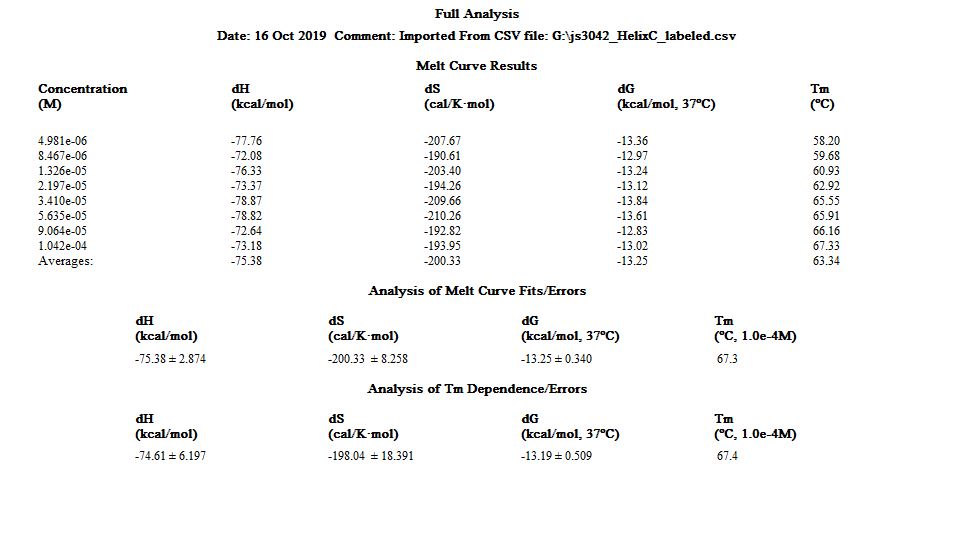 Full Analysis
Date: 16 Oct 2019 Comment: Imported From CSV file: G:\js3042_HelixC_labeled.csv
Melt Curve Results
Concentration dH dS dG Tm
(M) (kcal/mol) (cal/K·mol) (kcal/mol, 37ºC) (ºC)
4.981e-06 -77.76 -207.67 -13.36 58.20
8.467e-06 -72.08 -190.61 -12.97 59.68
1.326e-05 -76.33 -203.40 -13.24 60.93
2.197e-05 -73.37 -194.26 -13.12 62.92
3.410e-05 -78.87 -209.66 -13.84 65.55
5.635e-05 -78.82 -210.26 -13.61 65.91
9.064e-05 -72.64 -192.82 -12.83 66.16
1.042e-04 -73.18 -193.95 -13.02 67.33
Averages: -75.38 -200.33 -13.25 63.34
Analysis of Melt Curve Fits/Errors
dH dS dG Tm
(kcal/mol) (cal/K·mol) (kcal/mol, 37ºC) (ºC, 1.0e-4M)
-75.38 ± 2.874 -200.33 ± 8.258 -13.25 ± 0.340 67.3
Analysis of Tm Dependence/Errors
dH dS dG Tm
(kcal/mol) (cal/K·mol) (kcal/mol, 37ºC) (ºC, 1.0e-4M)
-74.61 ± 6.197 -198.04 ± 18.391 -13.19 ± 0.509 67.4